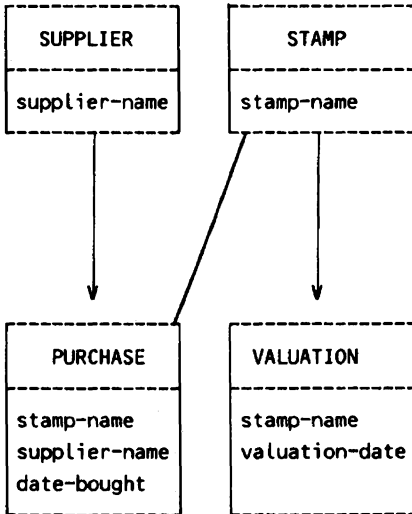 SUPPLIER
supplier-name
STAMP
stamp-name
PURCHASE
stamp-name
supplier-name
date-bought
VALUATION
stamp-name
valuation-date